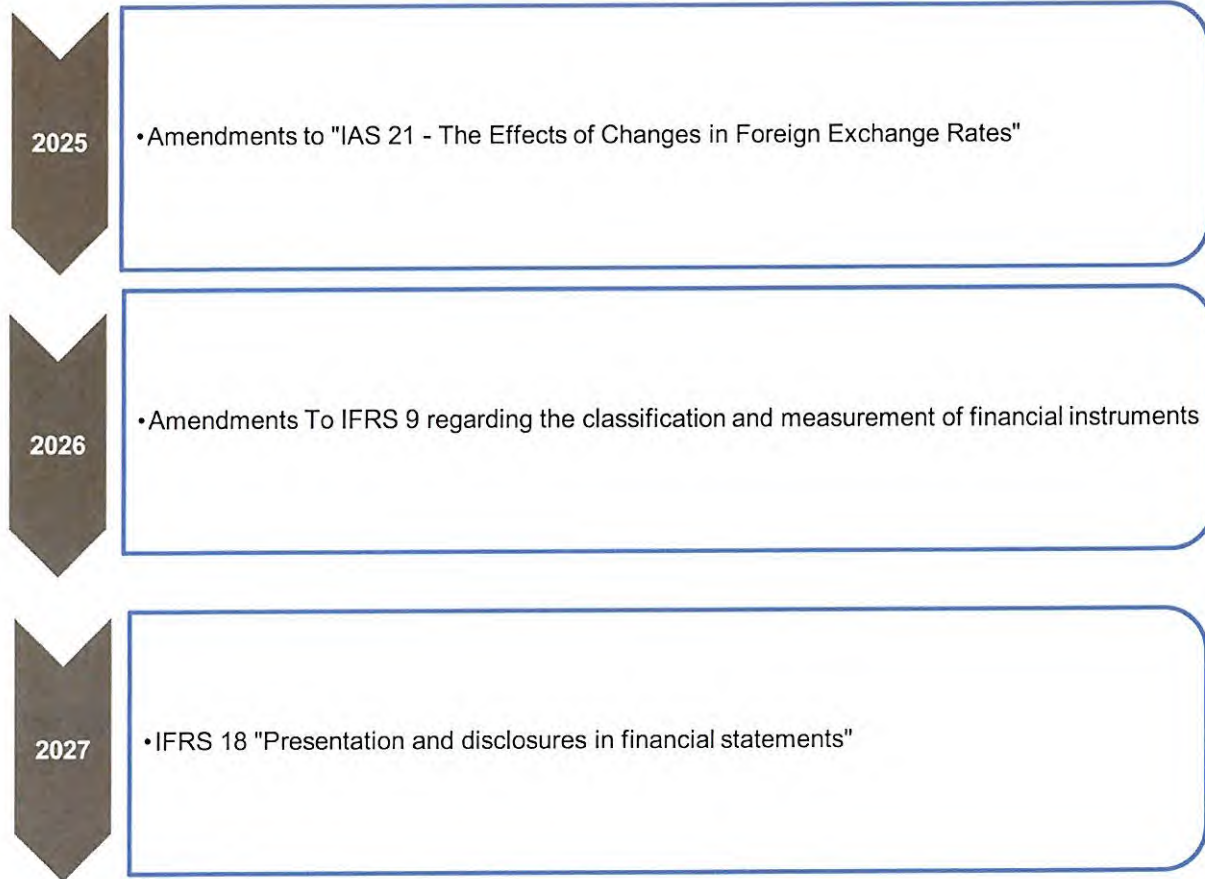 2025
•Amendments to "IAS 21 - The Effects of Changes in Foreign Exchange Rates"
2026
•Amendments To IFRS 9 regarding the classification and measurement of financial instruments
2027
•IFRS 18 "Presentation and disclosures in financial statements"